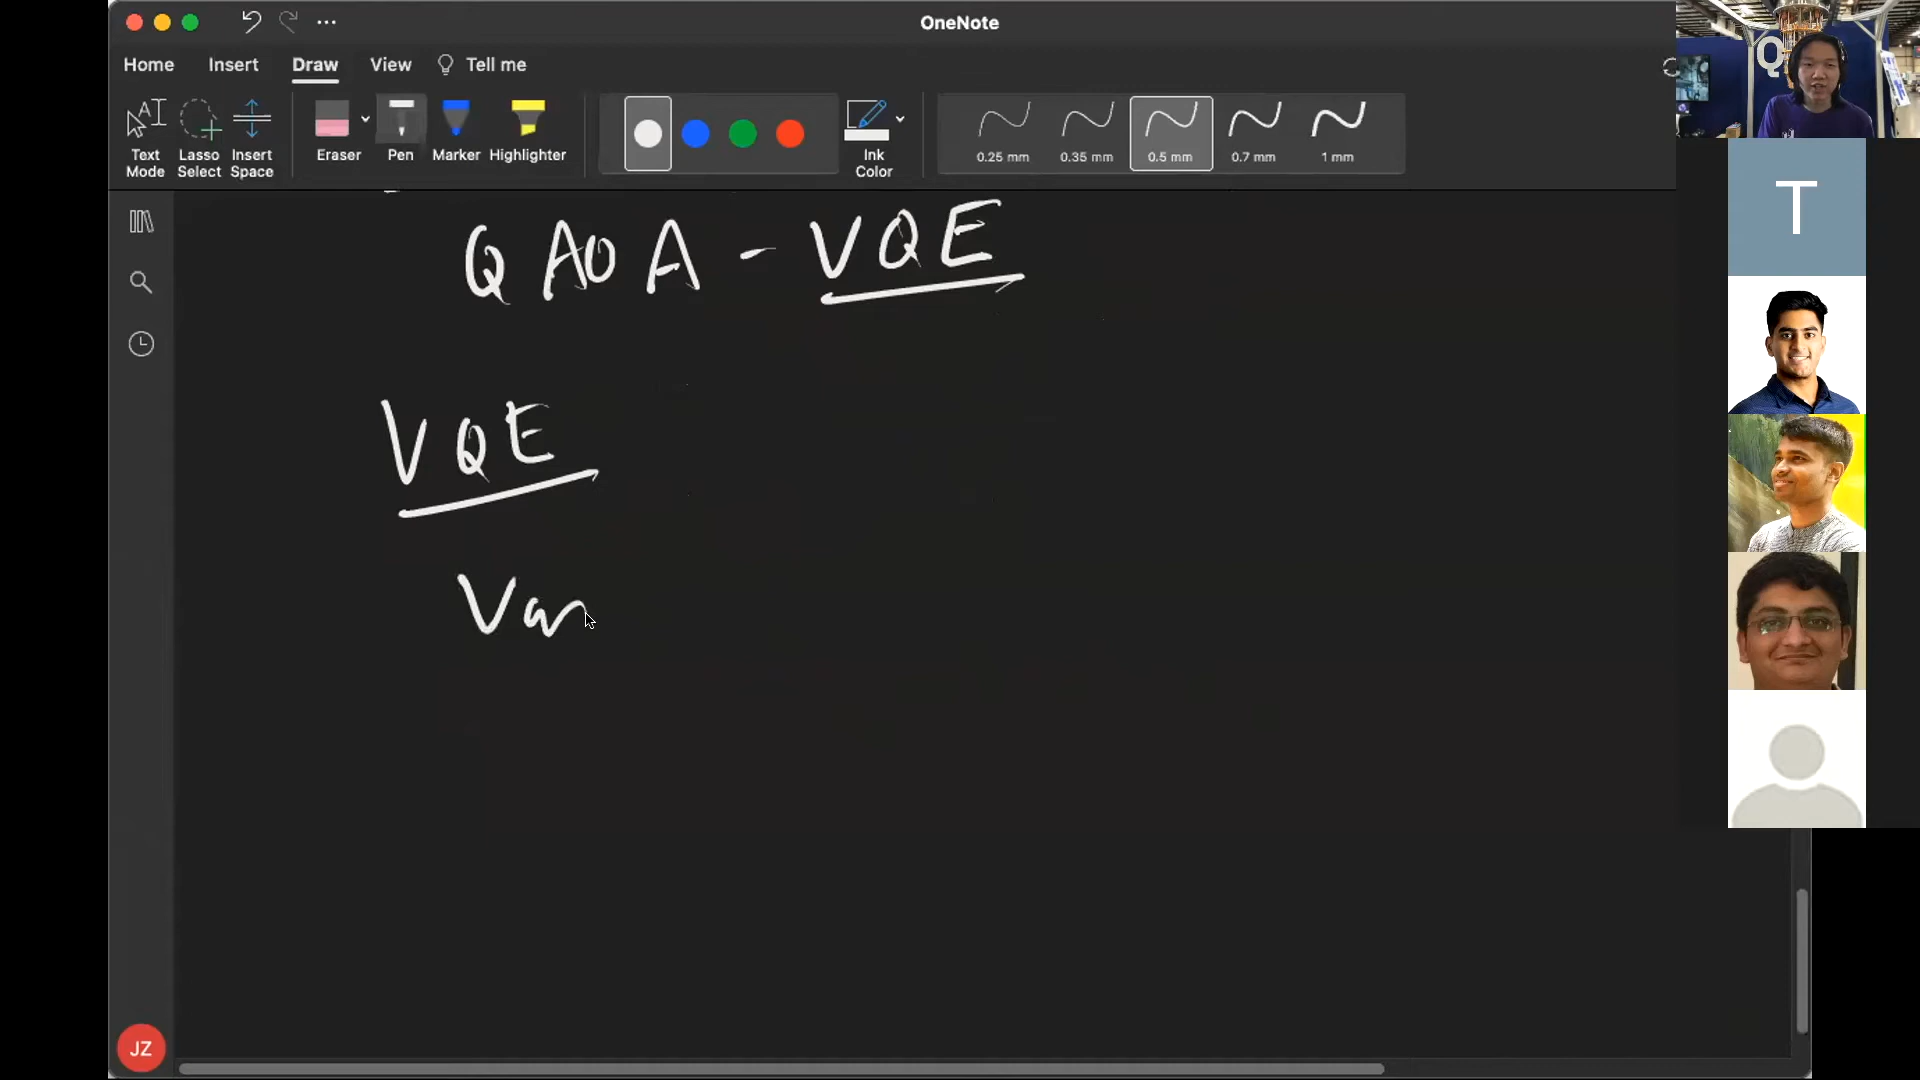 OneNote
Home Insert Draw View Tell me
Text Mode Lasso Select Insert Space Eraser Pen Marker Highlighter Ink Color 0.25 mm 0.35 mm 0.5 mm 0.7 mm 1 mm
Q
T
QAOA - VQE
VQE
Var
JZ